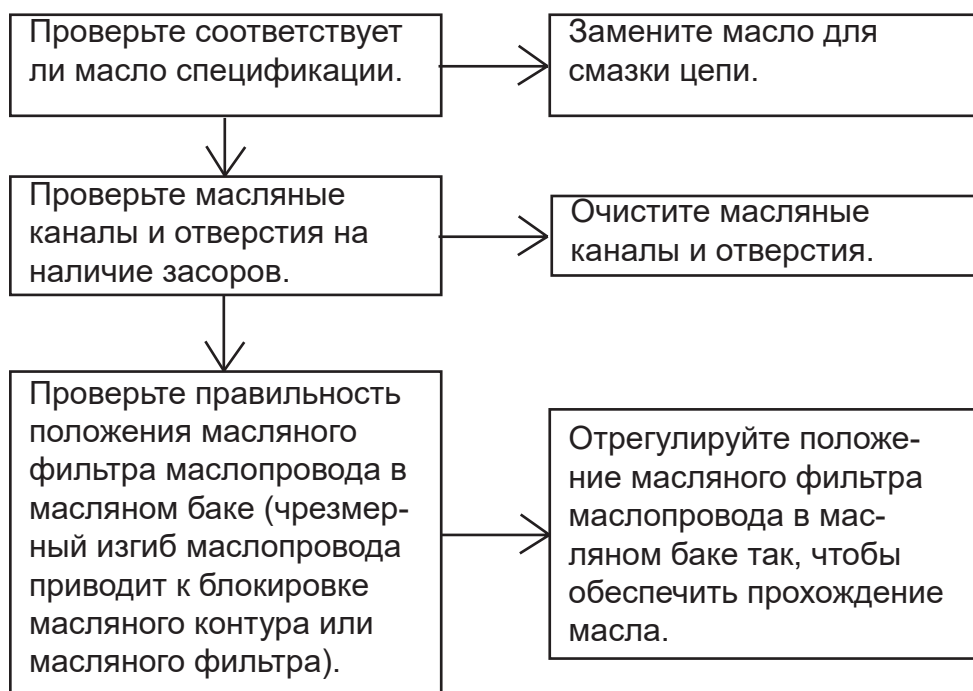 Проверьте соответствует
ли масло спецификации.
Замените масло для
смазки цепи.
Проверьте масляные
каналы и отверстия на
наличие засоров.
Очистите масляные
каналы и отверстия.
Проверьте правильность
положения масляного
фильтра маслопровода в
масляном баке (чрезмер-
ный изгиб маслопровода
приводит к блокировке
масляного контура или
масляного фильтра).
Отрегулируйте положе-
ние масляного фильтра
маслопровода в мас-
ляном баке так, чтобы
обеспечить прохождение
масла.